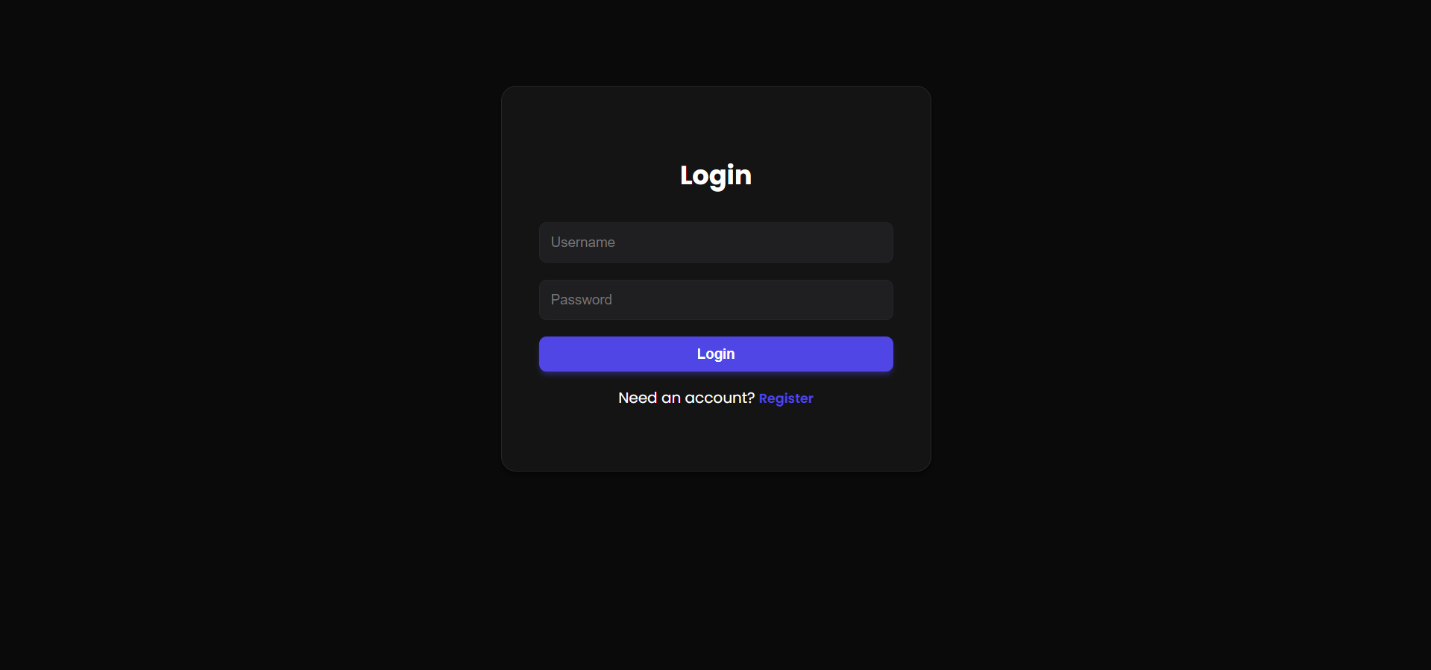 Login
Username
Password
Login
Need an account? Register